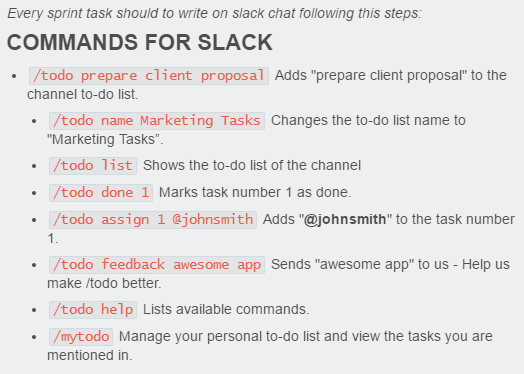 Every sprint task should to write on slack chat following this steps:
COMMANDS FOR SLACK
/todo prepare client proposal Adds "prepare client proposal" to the
channel to-do list.
/todo name Marketing Tasks Changes the to-do list name to
"Marketing Tasks”.
/todo list Shows the to-do list of the channel
/todo done 1 Marks task number 1 as done.
/todo assign 1 @johnsmith Adds "@johnsmith" to the task number
1.
/todo feedback awesome app Sends "awesome app" to us - Help us
make /todo better.
/todo help Lists available commands.
/mytodo Manage your personal to-do list and view the tasks you are
mentioned in.